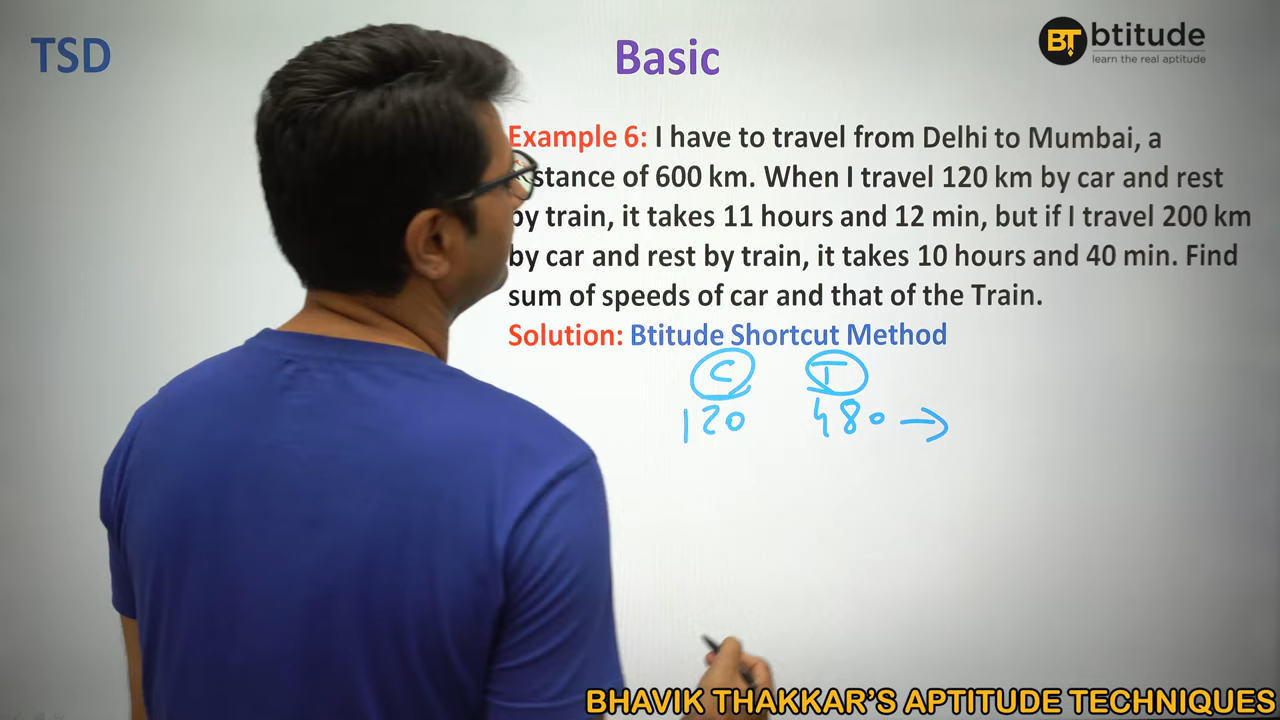 TSD
Basic
BT btitude
learn the real aptitude
Example 6: I have to travel from Delhi to Mumbai, a
stance of 600 km. When I travel 120 km by car and rest
by train, it takes 11 hours and 12 min, but if I travel 200 km
by car and rest by train, it takes 10 hours and 40 min. Find
sum of speeds of car and that of the Train.
Solution: Btitude Shortcut Method
C T
120 480 →
BHAVIK THAKKAR'S APTITUDE TECHNIQUES